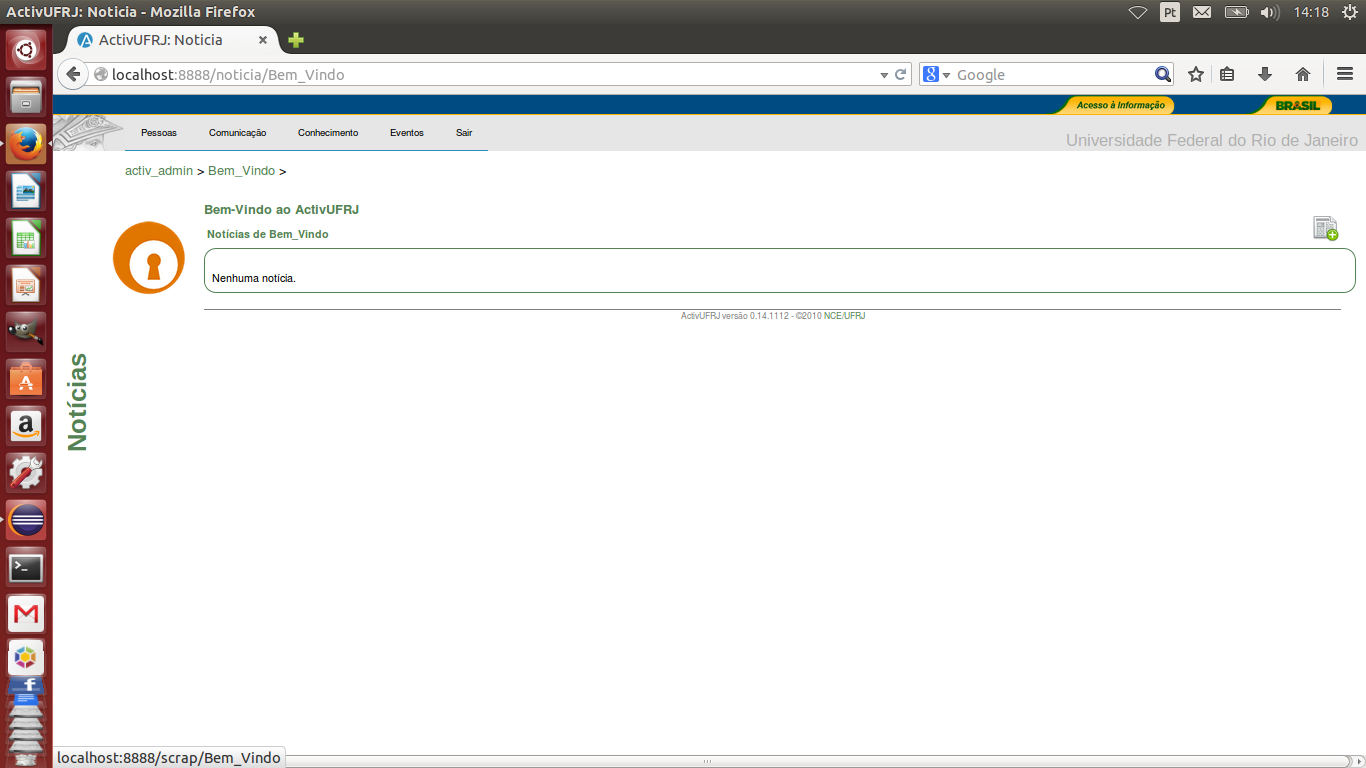 ActivUFRJ: Noticia - Mozilla Firefox
Pt
14:18
ActivUFRJ: Noticia
localhost:8888/noticia/Bem_Vindo
8
Google
Acesso à Informação
BRASIL
Pessoas Comunicação Conhecimento Eventos Sair
Universidade Federal do Rio de Janeiro
activ_admin > Bem_Vindo >
Bem-Vindo ao ActivUFRJ
Notícias de Bem_Vindo
Nenhuma notícia.
ActivUFRJ versão 0.14.1112 - ©2010 NCE/UFRJ
Notícias
localhost:8888/scrap/Bem_Vindo